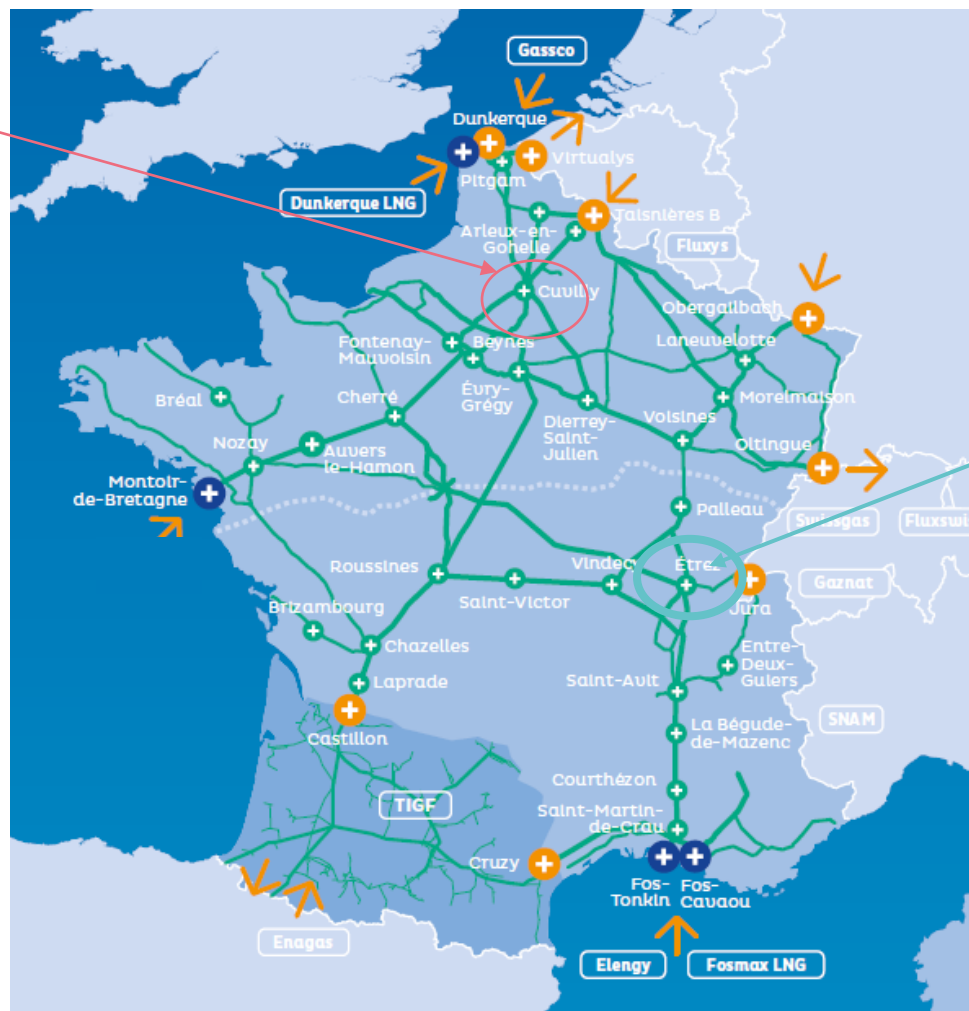 Gassco
Dunkerque
Virtualys
Pitgam
Dunkerque LNG
Taisnières B
Arleux-en-
Gohelle
Fluxys
Cuvilly
Obergailbach
Laneuvelotte
Fontenay-
Mauvoisin
Beynes
Évry-
Grégy
Morelmaison
Bréal
Cherré
Dierrey-
Saint-
Julien
Voisines
Oltingue
Nozay
Auvers
le-Hamon
Montoir-
de-Bretagne
Palleau
Swissgas
Roussines
Vindecy
Étrez
Gaznat
Saint-Victor
Jura
Brizambourg
Chazelles
Entre-
Deux-
Guiers
Laprade
Saint-Avit
SNAM
Castillon
La Bégude-
de-Mazenc
Courthézon
TIGF
Saint-Martin-
de-Crau
Cruzy
Fos-
Tonkin
Fos-
Cavaou
Enagas
Elengy
Fosmax LNG